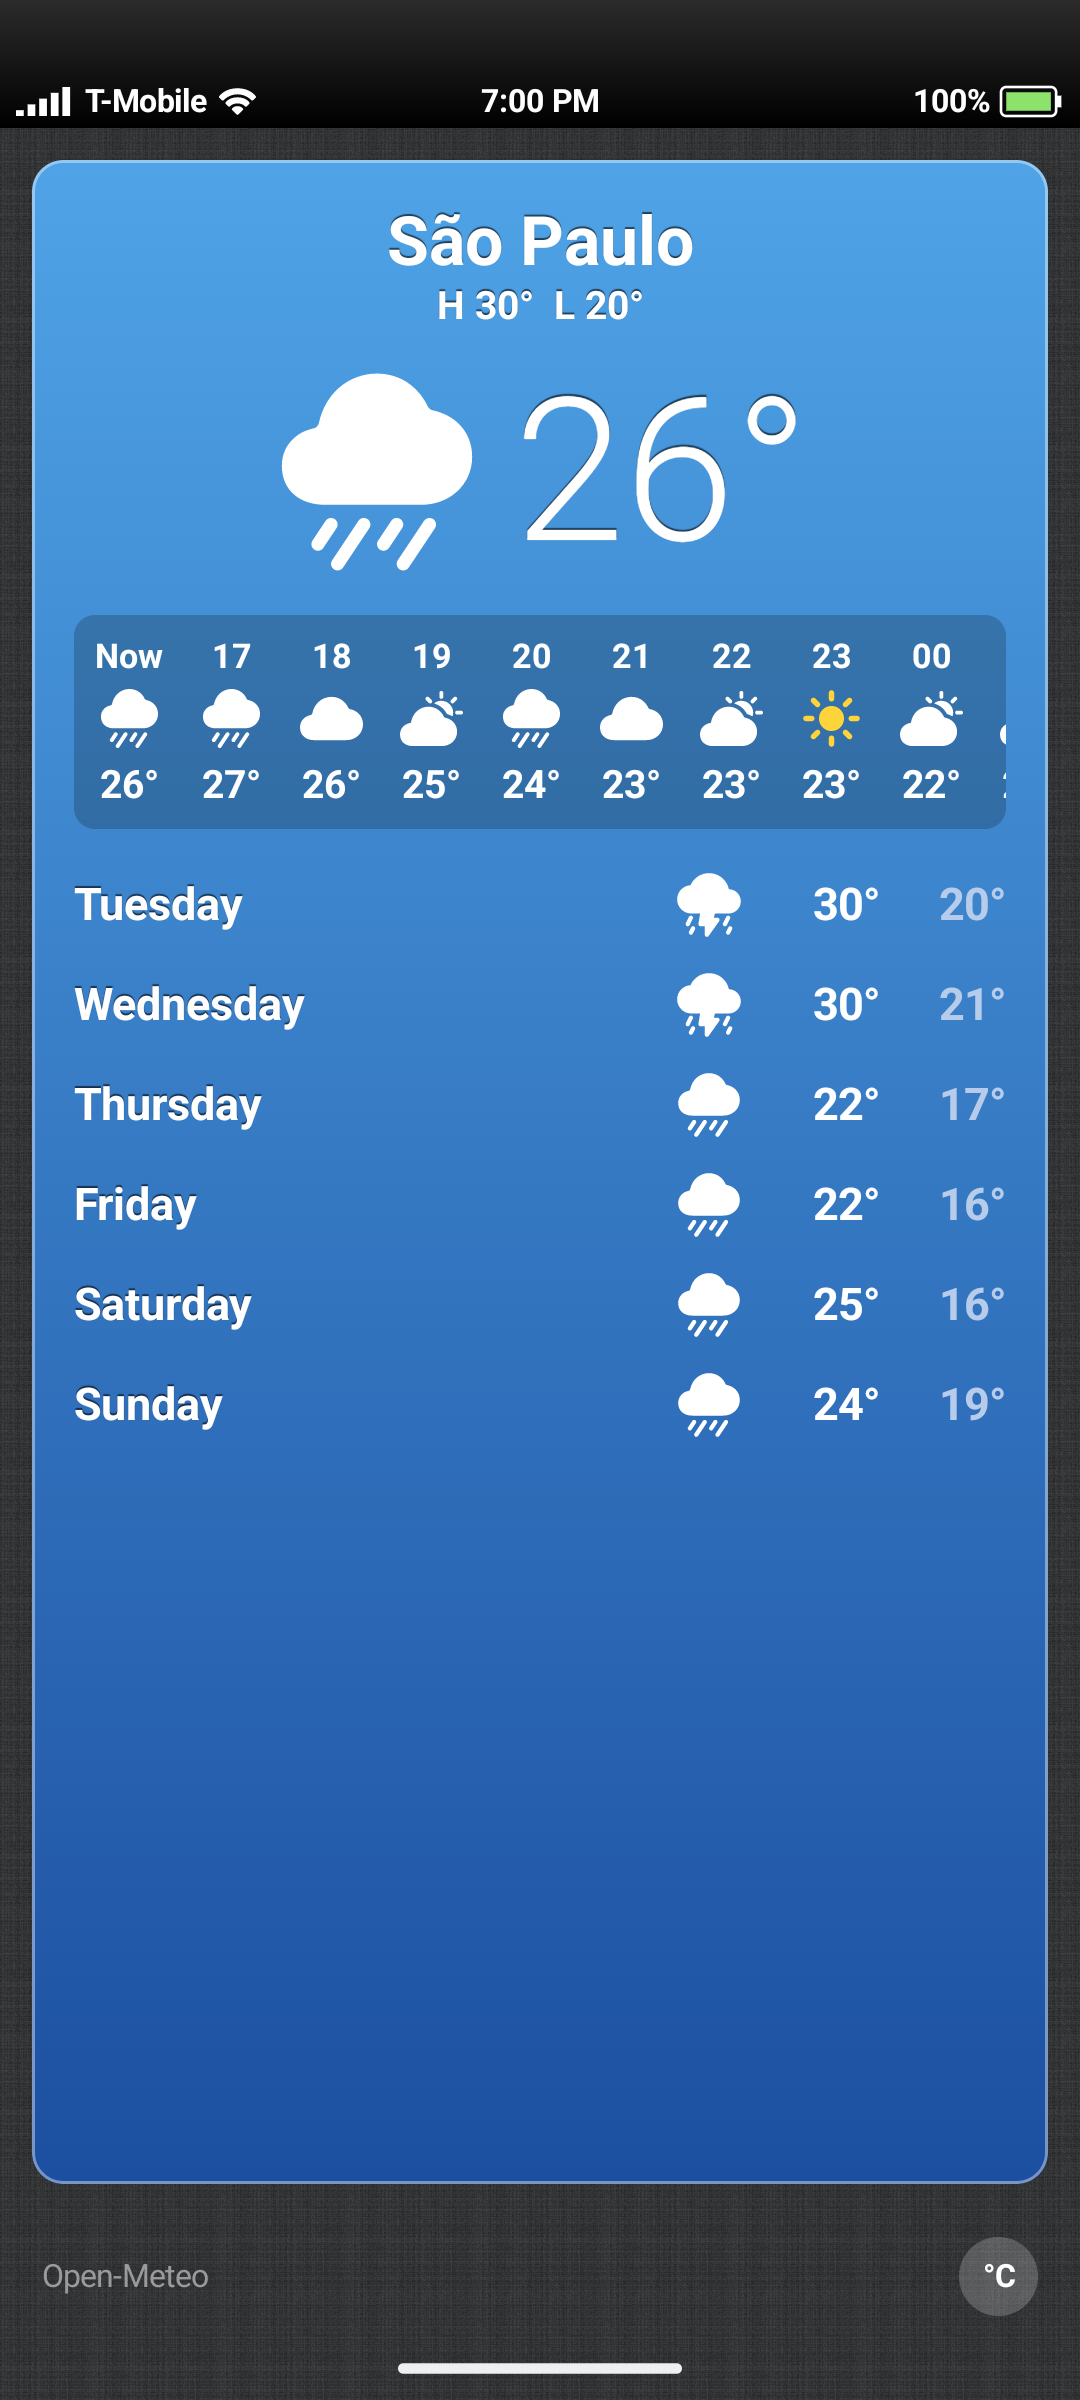 T-Mobile 7:00 PM 100%
São Paulo
H 30° L 20°
26°
Now 17 18 19 20 21 22 23 00
26° 27° 26° 25° 24° 23° 23° 23° 22°
Tuesday 30° 20°
Wednesday 30° 21°
Thursday 22° 17°
Friday 22° 16°
Saturday 25° 16°
Sunday 24° 19°
Open-Meteo °C